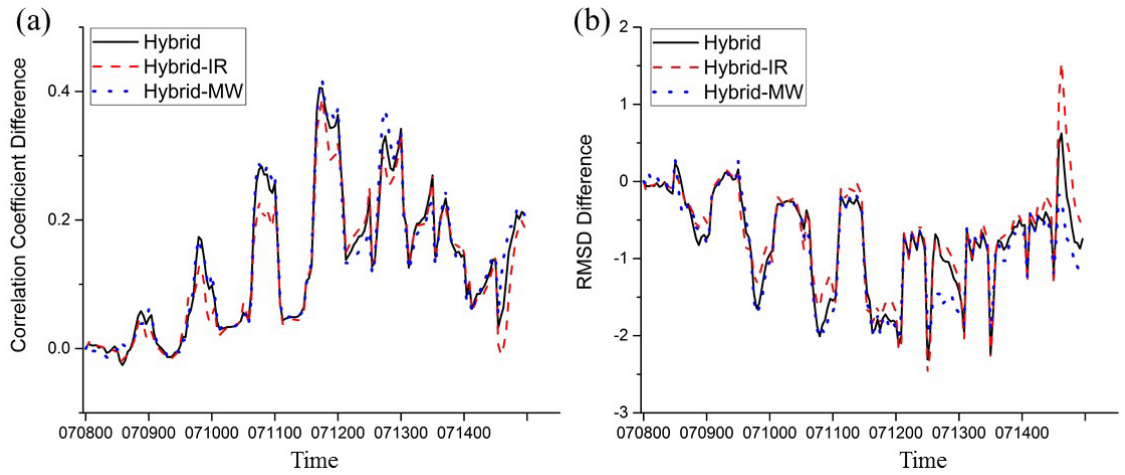 (a)
Hybrid
Hybrid-IR
Hybrid-MW
Correlation Coefficient Difference
0.4
0.2
0.0
070800 070900 071000 071100 071200 071300 071400
Time
(b)
Hybrid
Hybrid-IR
Hybrid-MW
RMSD Difference
2
1
0
-1
-2
-3
070800 070900 071000 071100 071200 071300 071400
Time